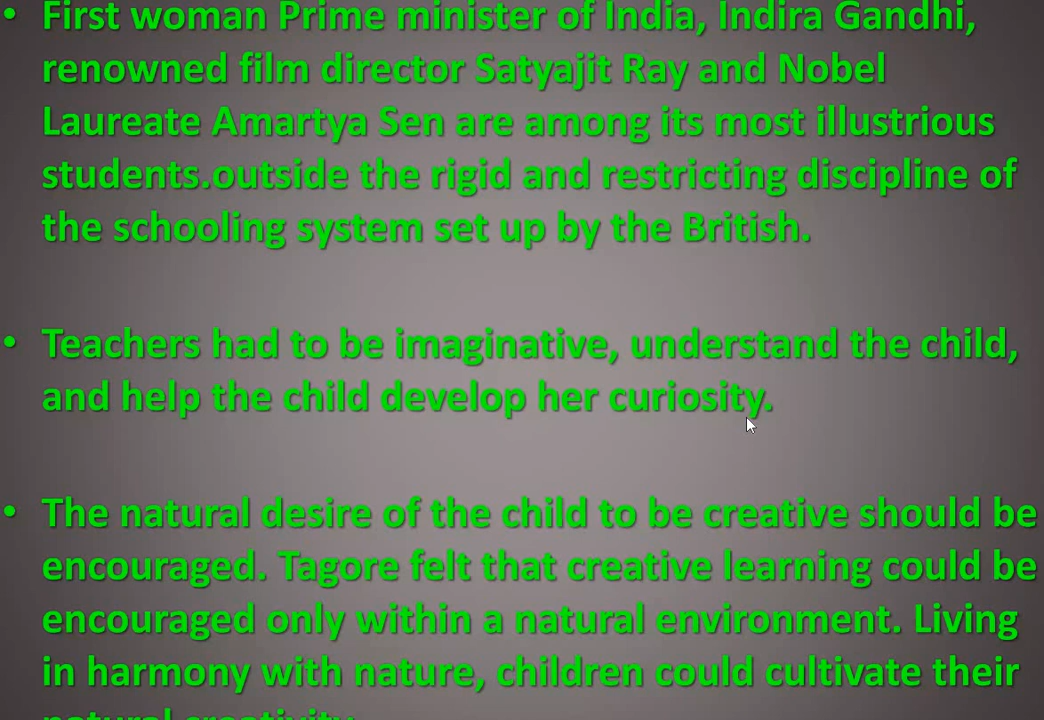 • First woman Prime minister of India, Indira Gandhi,
renowned film director Satyajit Ray and Nobel
Laureate Amartya Sen are among its most illustrious
students.outside the rigid and restricting discipline of
the schooling system set up by the British.
• Teachers had to be imaginative, understand the child,
and help the child develop her curiosity.
• The natural desire of the child to be creative should be
encouraged. Tagore felt that creative learning could be
encouraged only within a natural environment. Living
in harmony with nature, children could cultivate their
natural creativity.